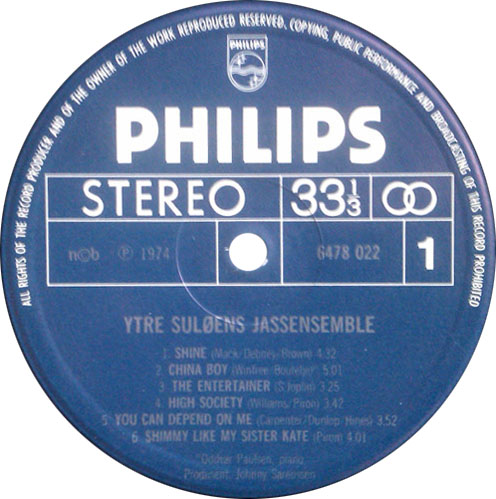 ALL RIGHTS OF THE RECORD PRODUCER AND OF THE OWNER OF THE WORK REPRODUCED RESERVED. COPYING, PUBLIC PERFORMANCE AND BROADCASTING OF THIS RECORD PROHIBITED
PHILIPS
PHILIPS
STEREO 33 1/3
n©b ℗ 1974 6478 022 1
YTRE SULØENS JASSENSEMBLE
1. SHINE (Mack/Dabney/Brown) 4.32
2. CHINA BOY (Winfree/Boutelje) 5.01
3. THE ENTERTAINER (S.Joplin) 3.25
4. HIGH SOCIETY (Williams/Piron) 3.42
5. YOU CAN DEPEND ON ME (Carpenter/Dunlop/Hines) 3.52
6. SHIMMY LIKE MY SISTER KATE (Piron) 4.01
"Oddvar Paulsen, piano
Produsent: Johnny Sareussen